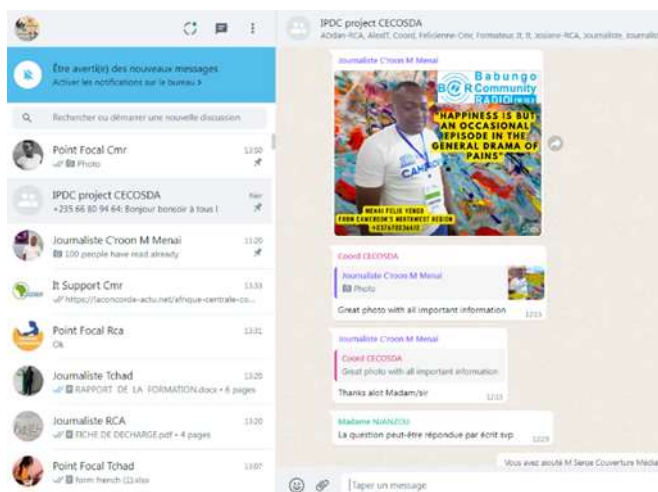 IPDC project CECOSDA
Être averti(e) des nouveaux messages
Activer les notifications sur le bureau >
Rechercher ou démarrer une nouvelle discussion
Point Focal Cmr
13:50
Photo
IPDC project CECOSDA
hier
+235 66 80 94 64: Bonjour bonsoir à tous !
Journaliste C'roon M Menai
13:20
100 people have read already
It Support Cmr
13:33
https://laconcorde-actu.net/afrique-centrale-co...
Point Focal Rca
13:31
Ok
Journaliste Tchad
13:20
RAPPORT DE LA FORMATION.docx • 6 pages
Journaliste RCA
13:20
FICHE DE DECHARGE.pdf • 4 pages
Point Focal Tchad
13:07
form french (1).xlsx
Journaliste C'roon M Menai
Babungo
BCR Community
RADIO
"HAPPINESS IS BUT
AN OCCASIONAL
EPISODE IN THE
GENERAL DRAMA OF
PAINS"
MENAI FELIX YENGO
FROM CAMEROON'S NORTHWEST REGION
Coord CECOSDA
Journaliste C'roon M Menai
Photo
Great photo with all important information
12:15
Journaliste C'roon M Menai
Coord CECOSDA
Great photo with all important information
Thanks alot Madam/sir
12:15
Madame NJANZOU
La question peut-être répondue par écrit svp
12:23
Vous avez ajouté M Serge Couverture Média
Taper un message